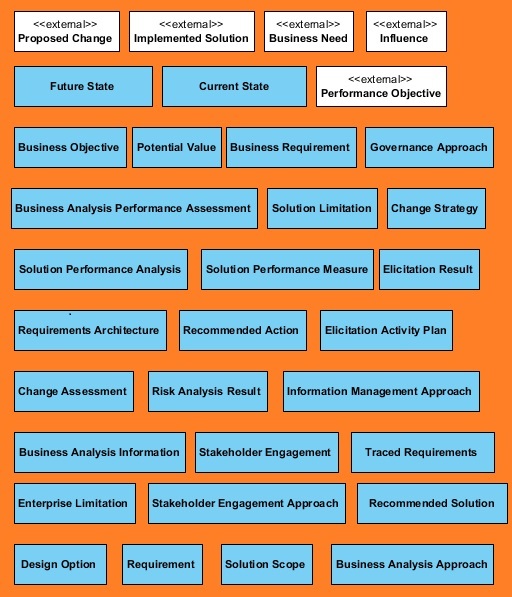 <<external>> <<external>> <<external>> <<external>>
Proposed Change Implemented Solution Business Need Influence
Future State Current State <<external>>
Performance Objective
Business Objective Potential Value Business Requirement Governance Approach
Business Analysis Performance Assessment Solution Limitation Change Strategy
Solution Performance Analysis Solution Performance Measure Elicitation Result
Requirements Architecture Recommended Action Elicitation Activity Plan
Change Assessment Risk Analysis Result Information Management Approach
Business Analysis Information Stakeholder Engagement Traced Requirements
Enterprise Limitation Stakeholder Engagement Approach Recommended Solution
Design Option Requirement Solution Scope Business Analysis Approach